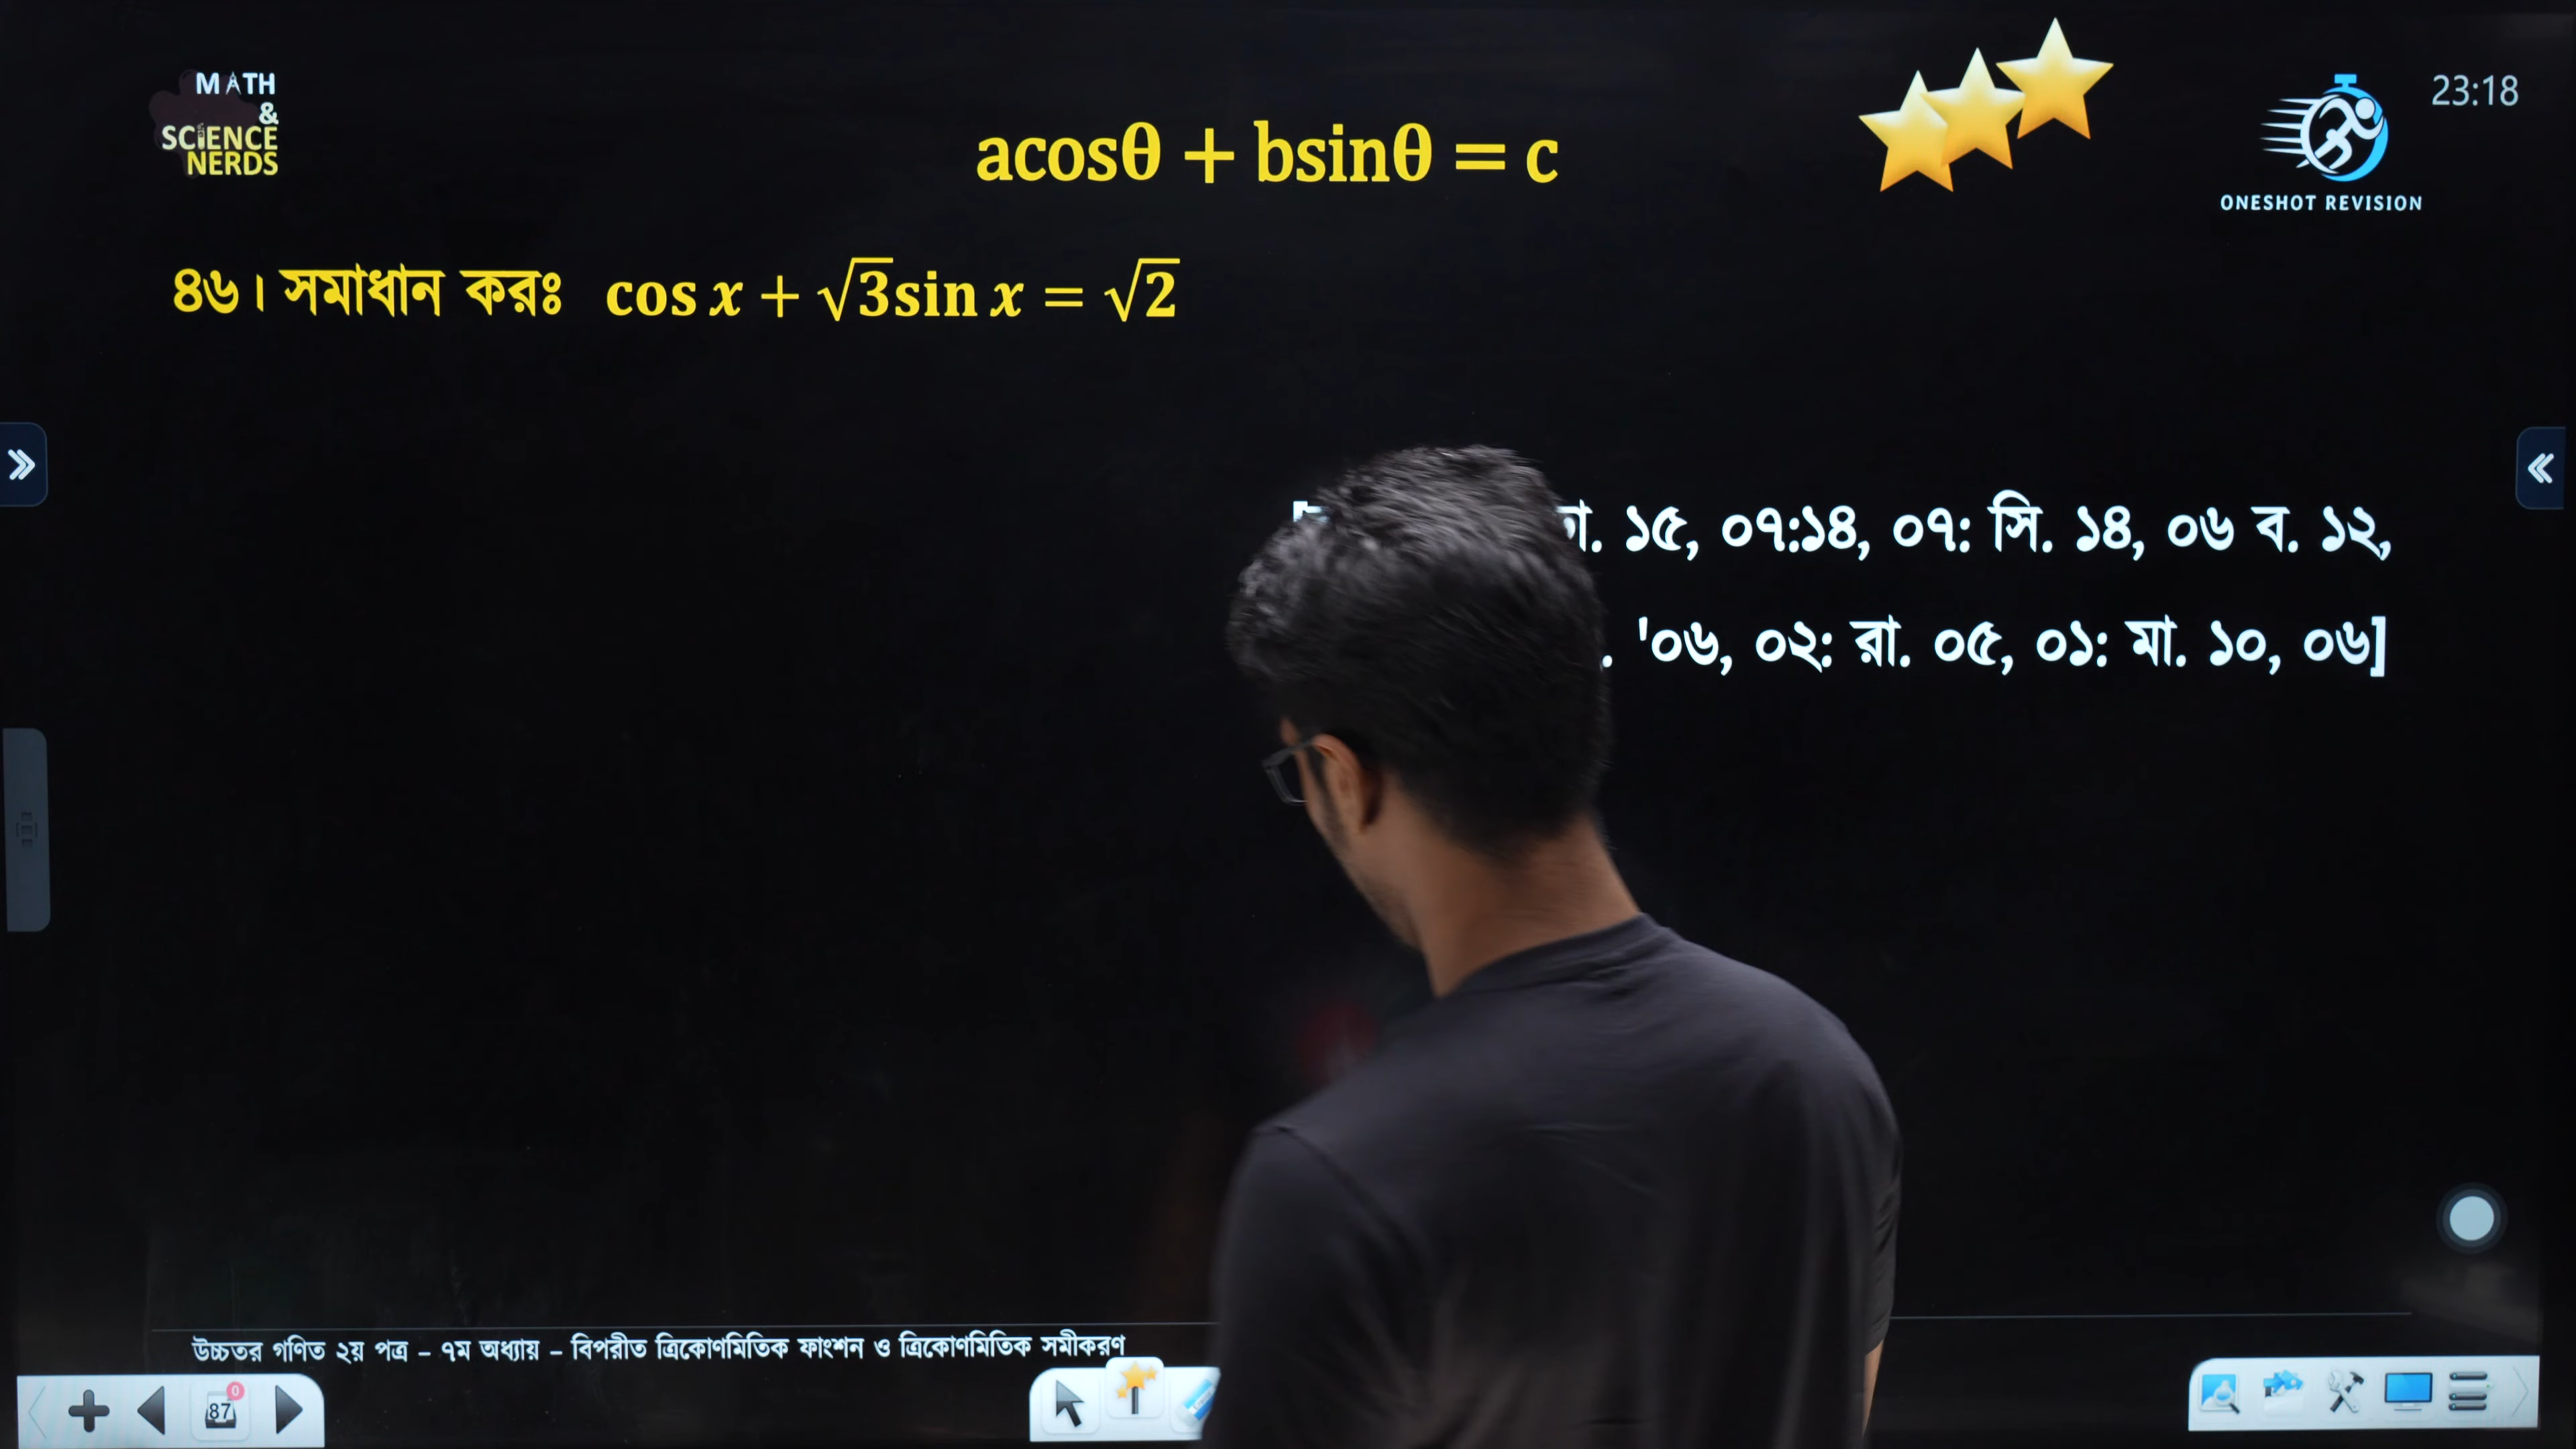 MATH
&
SCIENCE
NERDS
acosθ + bsinθ = c
23:18
ONESHOT REVISION
৪৬। সমাধান করঃ cos x + √3sin x = √2
১৫, ০৭:১৪, ০৭: সি. ১৪, ০৬ ব. ১২,
'০৬, ০২: রা. ০৫, ০১: মা. ১০, ০৬]
উচ্চতর গণিত ২য় পত্র – ৭ম অধ্যায় – বিপরীত ত্রিকোণমিতিক ফাংশন ও ত্রিকোণমিতিক সমীকরণ
0
87